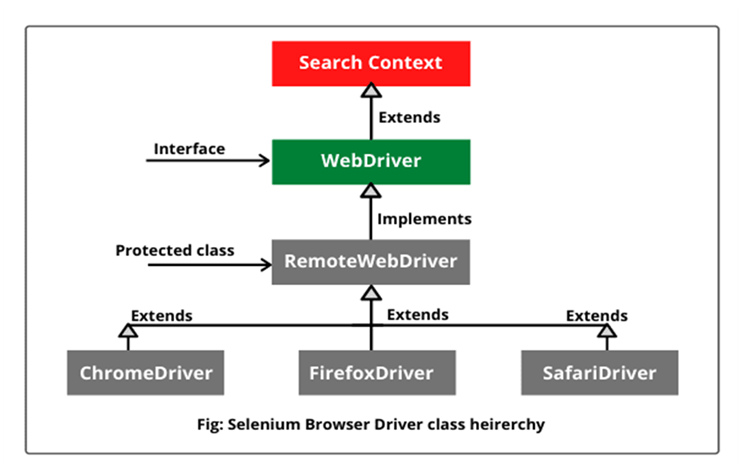 Search Context
Extends
Interface
WebDriver
Implements
Protected class
RemoteWebDriver
Extends
Extends
Extends
ChromeDriver
FirefoxDriver
SafariDriver
Fig: Selenium Browser Driver class heirerchy